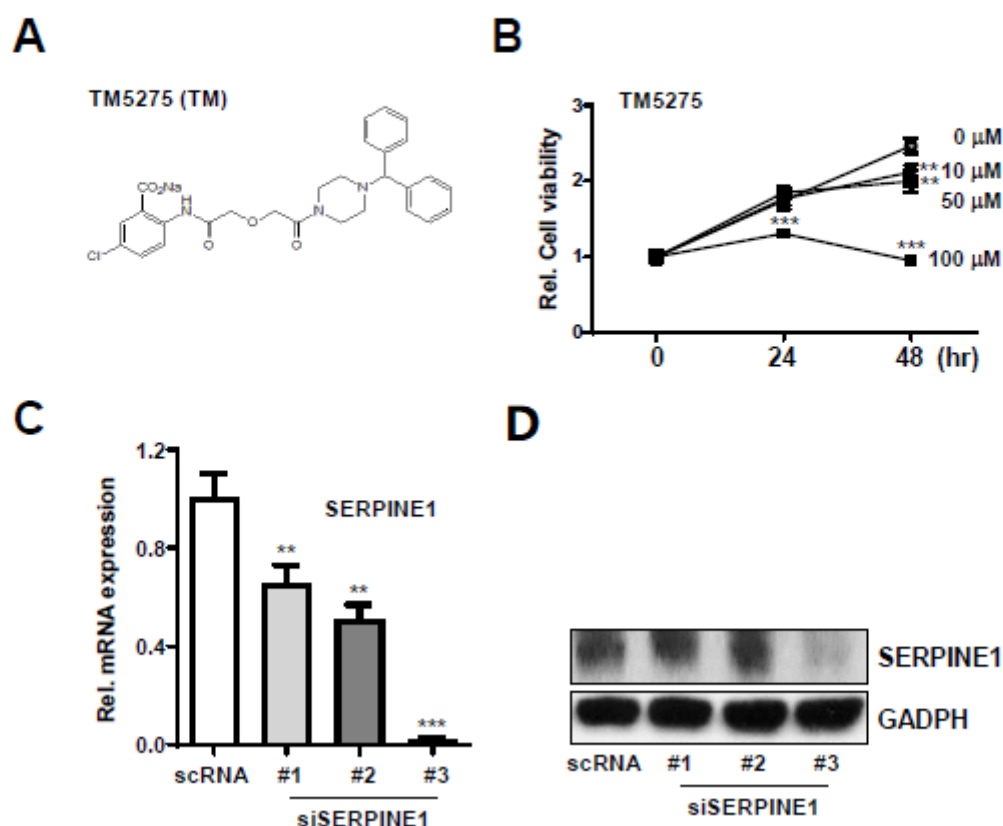 A
TM5275 (TM)
CO₂Na
H
N
N
N
O
O
O
Cl
B
TM5275
Rel. Cell viability
3
2
1
0
0 μM
** 10 μM
** 50 μM
***
*** 100 μM
0 24 48 (hr)
C
Rel. mRNA expression
1.2
0.8
0.4
0.0
SERPINE1
**
**
***
scRNA #1 #2 #3
siSERPINE1
D
SERPINE1
GADPH
scRNA #1 #2 #3
siSERPINE1